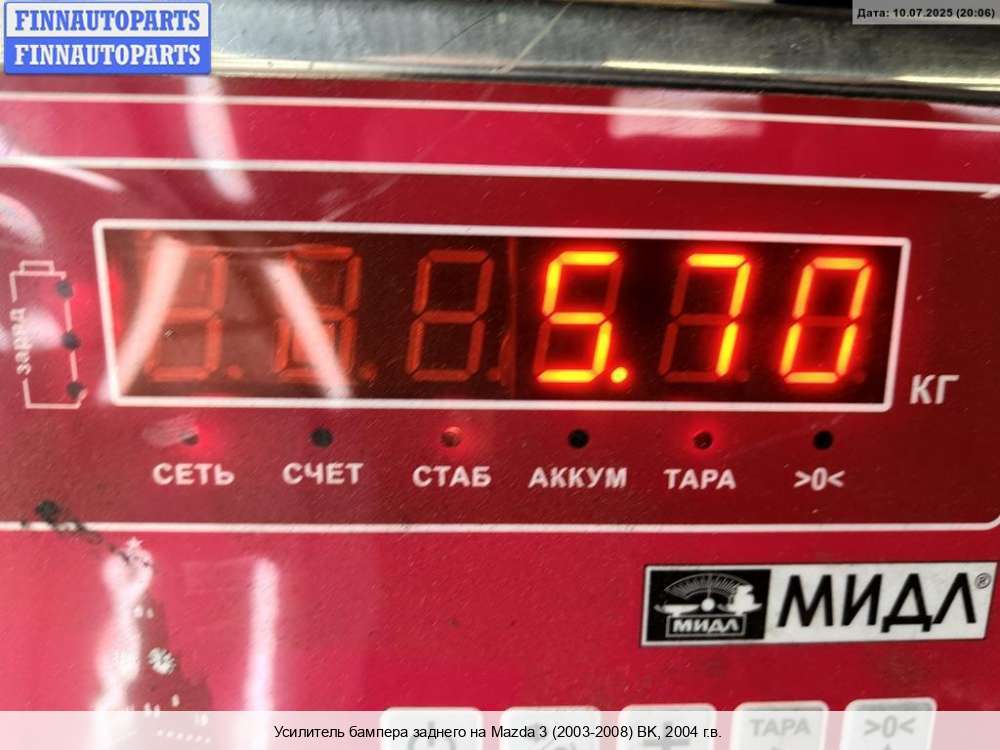 FINNAUTOPARTS
FINNAUTOPARTS
Дата: 10.07.2025 (20:06)
заряд
5.70
КГ
СЕТЬ СЧЕТ СТАБ АККУМ ТАРА >0<
МИДЛ МИДЛ®
ТАРА >0<
Усилитель бампера заднего на Mazda 3 (2003-2008) BK, 2004 г.в.